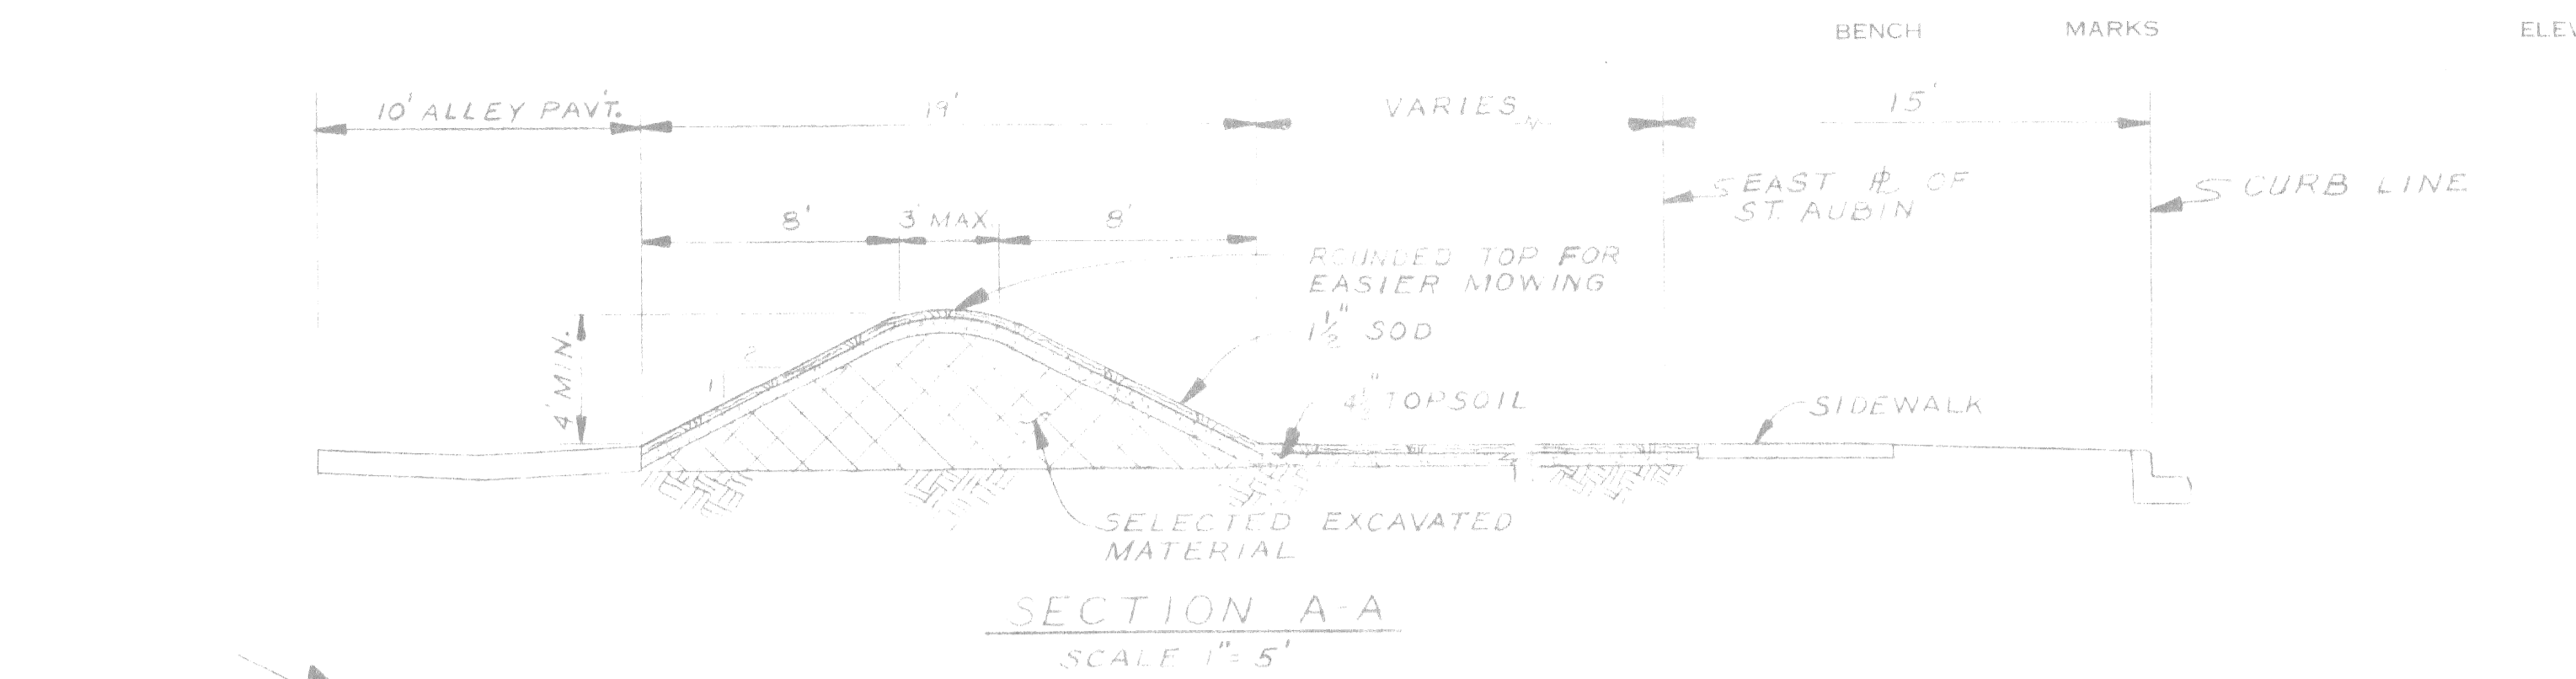 BENCH MARKS ELEV
10' ALLEY PAV'T.
19'
VARIES
15'
EAST ⅊ OF
ST. AUBIN
CURB LINE
8'
3' MAX.
8'
ROUNDED TOP FOR
EASIER MOWING
1½" SOD
4' MIN.
2
1
4½" TOPSOIL
SIDEWALK
SELECTED EXCAVATED
MATERIAL
SECTION A-A
SCALE 1"= 5'